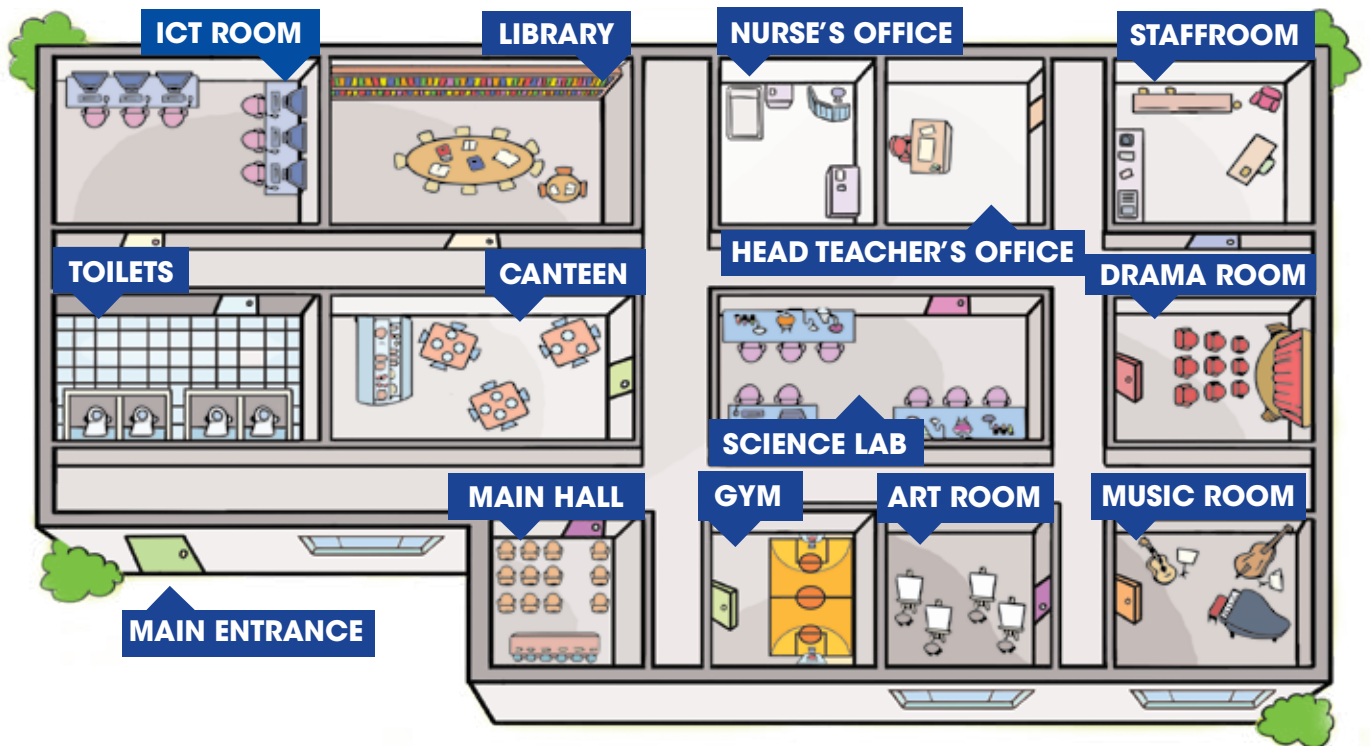 ICT ROOM
LIBRARY
NURSE'S OFFICE
STAFFROOM
HEAD TEACHER'S OFFICE
TOILETS
CANTEEN
DRAMA ROOM
SCIENCE LAB
MAIN HALL
GYM
ART ROOM
MUSIC ROOM
MAIN ENTRANCE